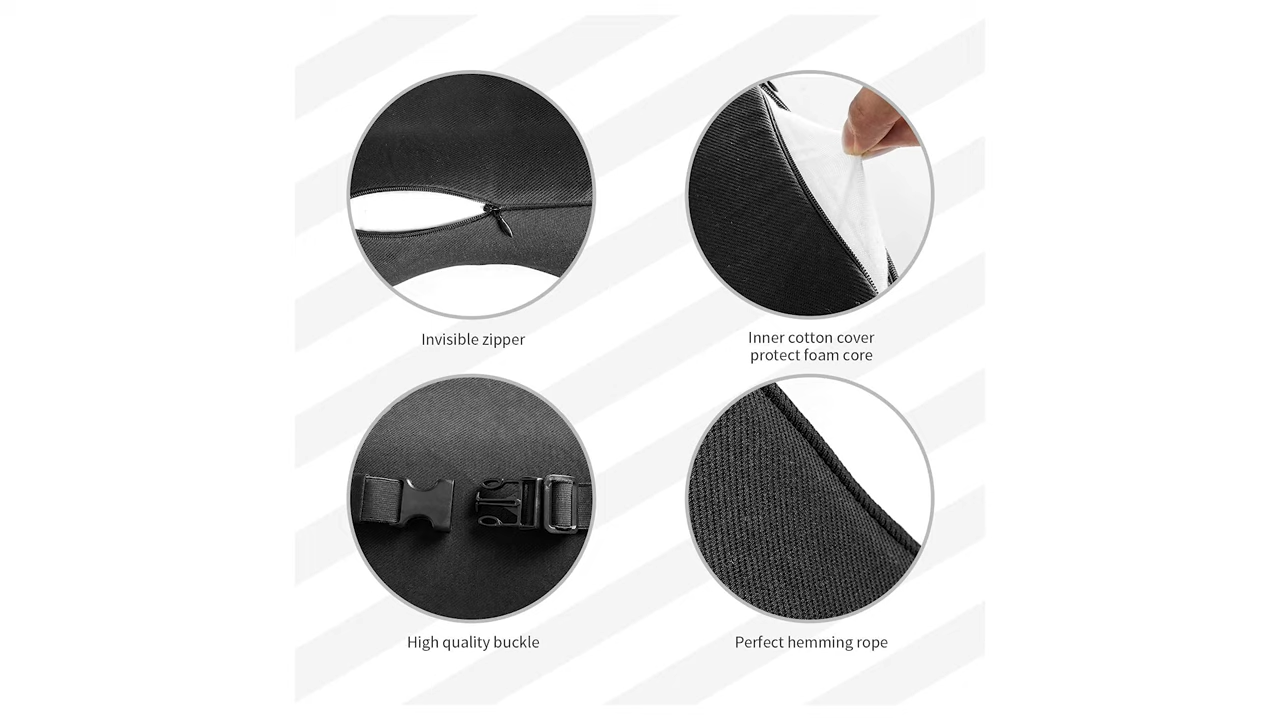 Invisible zipper
Inner cotton cover
protect foam core
High quality buckle
Perfect hemming rope